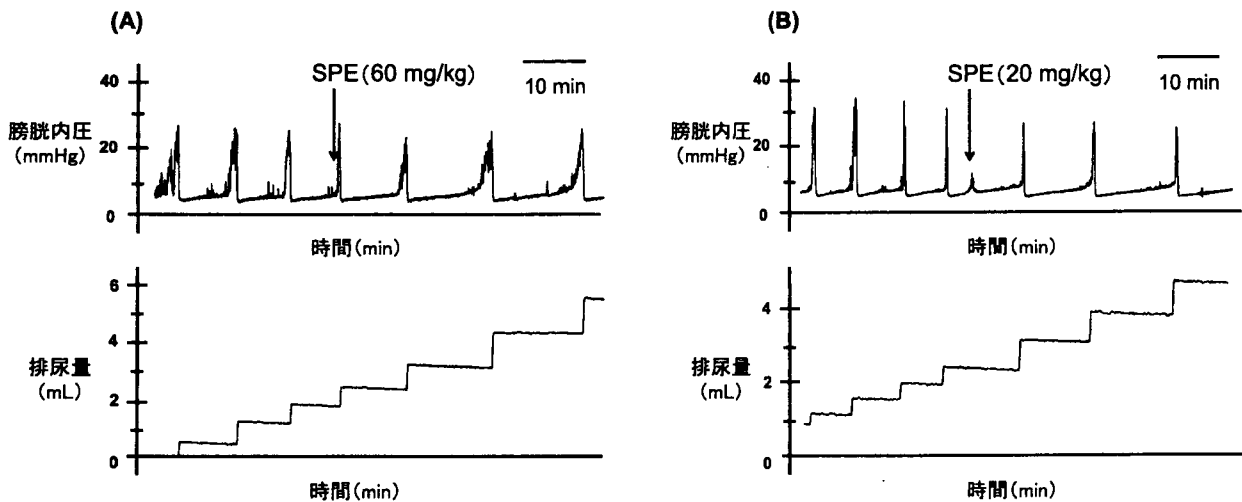 (A)
SPE (60 mg/kg)
10 min
40
20
0
膀胱内圧
(mmHg)
時間(min)
6
4
2
0
排尿量
(mL)
時間(min)
(B)
SPE (20 mg/kg)
10 min
40
20
0
膀胱内圧
(mmHg)
時間(min)
4
2
0
排尿量
(mL)
時間(min)